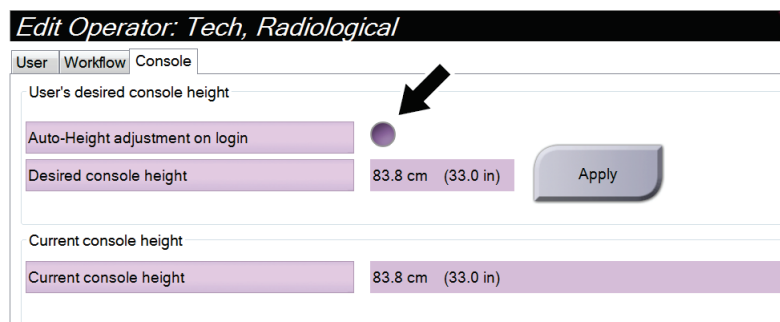 Edit Operator: Tech, Radiological
User Workflow Console
User's desired console height
Auto-Height adjustment on login
Desired console height 83.8 cm (33.0 in) Apply
Current console height
Current console height 83.8 cm (33.0 in)